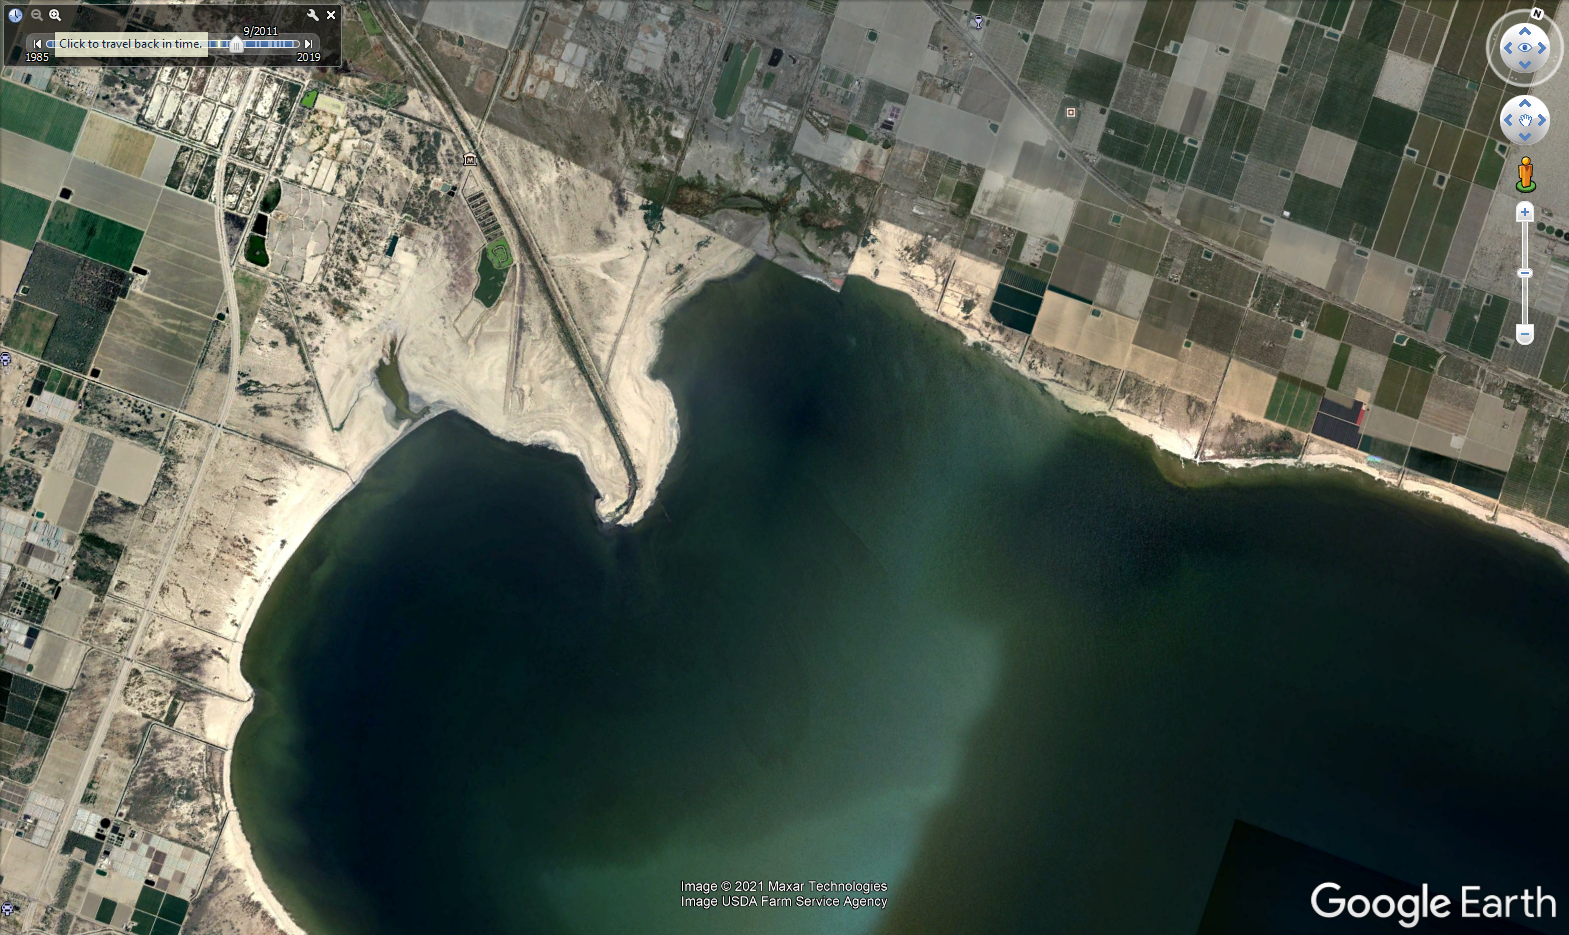 N
9/2011
Click to travel back in time.
1985
2019
M
Image © 2021 Maxar Technologies
Image USDA Farm Service Agency
Google Earth